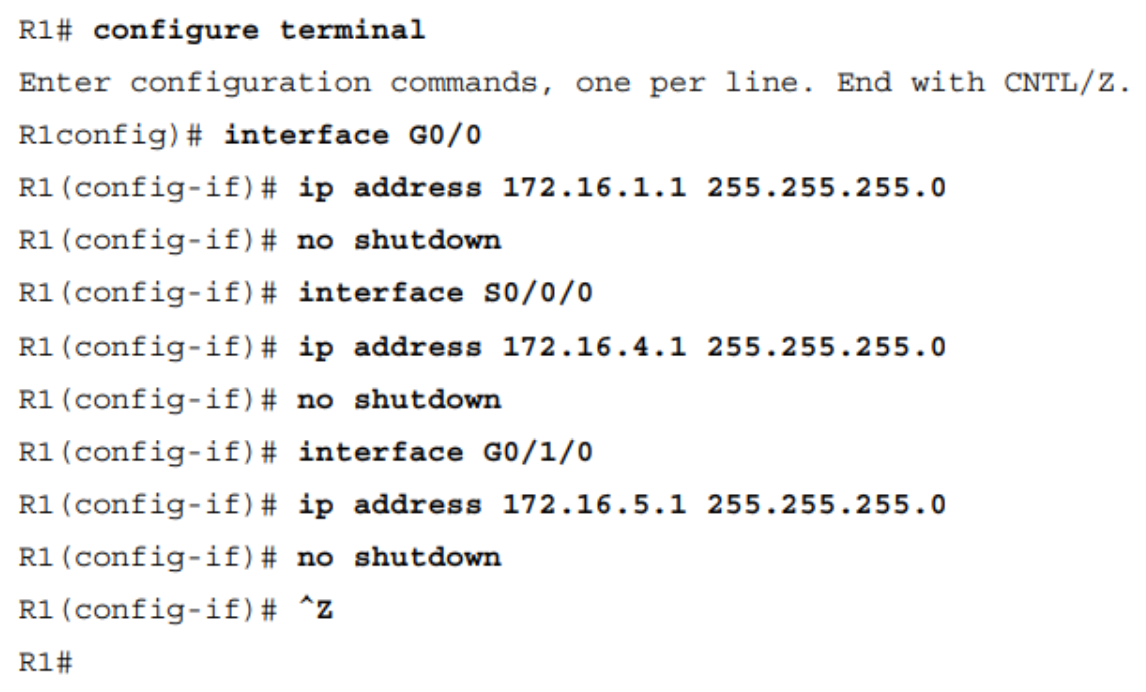 R1# configure terminal
Enter configuration commands, one per line. End with CNTL/Z.
R1config)# interface G0/0
R1(config-if)# ip address 172.16.1.1 255.255.255.0
R1(config-if)# no shutdown
R1(config-if)# interface S0/0/0
R1(config-if)# ip address 172.16.4.1 255.255.255.0
R1(config-if)# no shutdown
R1(config-if)# interface G0/1/0
R1(config-if)# ip address 172.16.5.1 255.255.255.0
R1(config-if)# no shutdown
R1(config-if)# ^Z
R1#